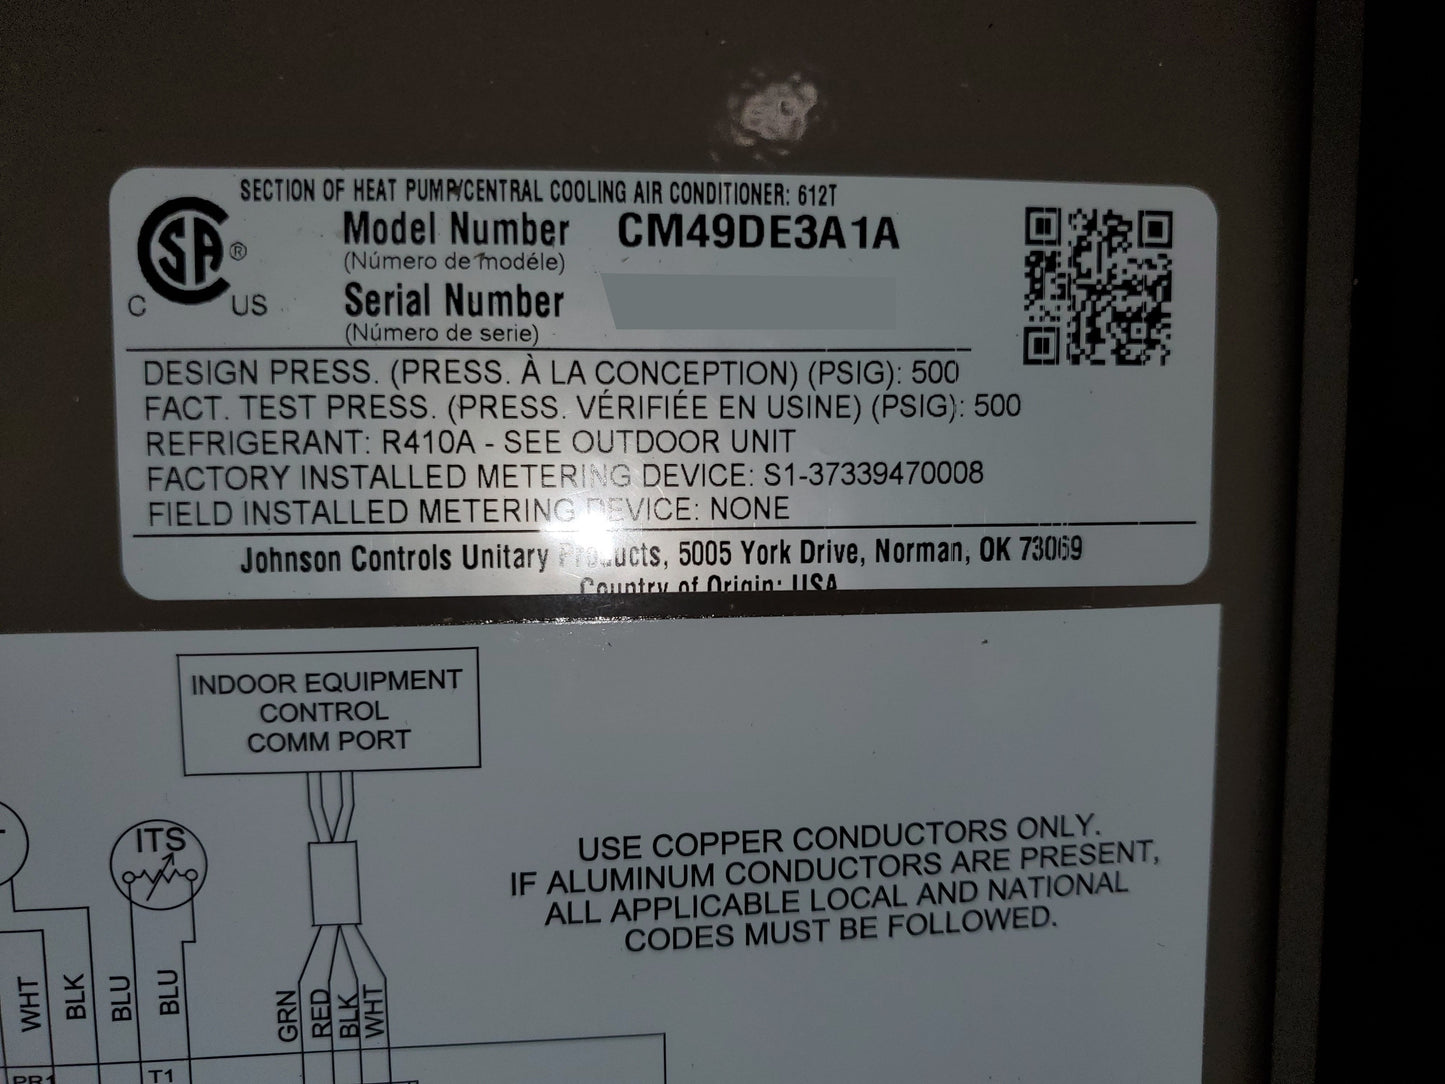 SECTION OF HEAT PUMP/CENTRAL COOLING AIR CONDITIONER: 612T
SA ®
C US
Model Number CM49DE3A1A
(Número de modéle)
Serial Number
(Número de serie)
DESIGN PRESS. (PRESS. À LA CONCEPTION) (PSIG): 500
FACT. TEST PRESS. (PRESS. VÉRIFIÉE EN USINE) (PSIG): 500
REFRIGERANT: R410A - SEE OUTDOOR UNIT
FACTORY INSTALLED METERING DEVICE: S1-37339470008
FIELD INSTALLED METERING DEVICE: NONE
Johnson Controls Unitary Products, 5005 York Drive, Norman, OK 73069
Country of Origin: USA
INDOOR EQUIPMENT
CONTROL
COMM PORT
ITS
USE COPPER CONDUCTORS ONLY.
IF ALUMINUM CONDUCTORS ARE PRESENT,
ALL APPLICABLE LOCAL AND NATIONAL
CODES MUST BE FOLLOWED.
WHT
BLK
BLU
BLU
GRN
RED
BLK
WHT
PR1
T1